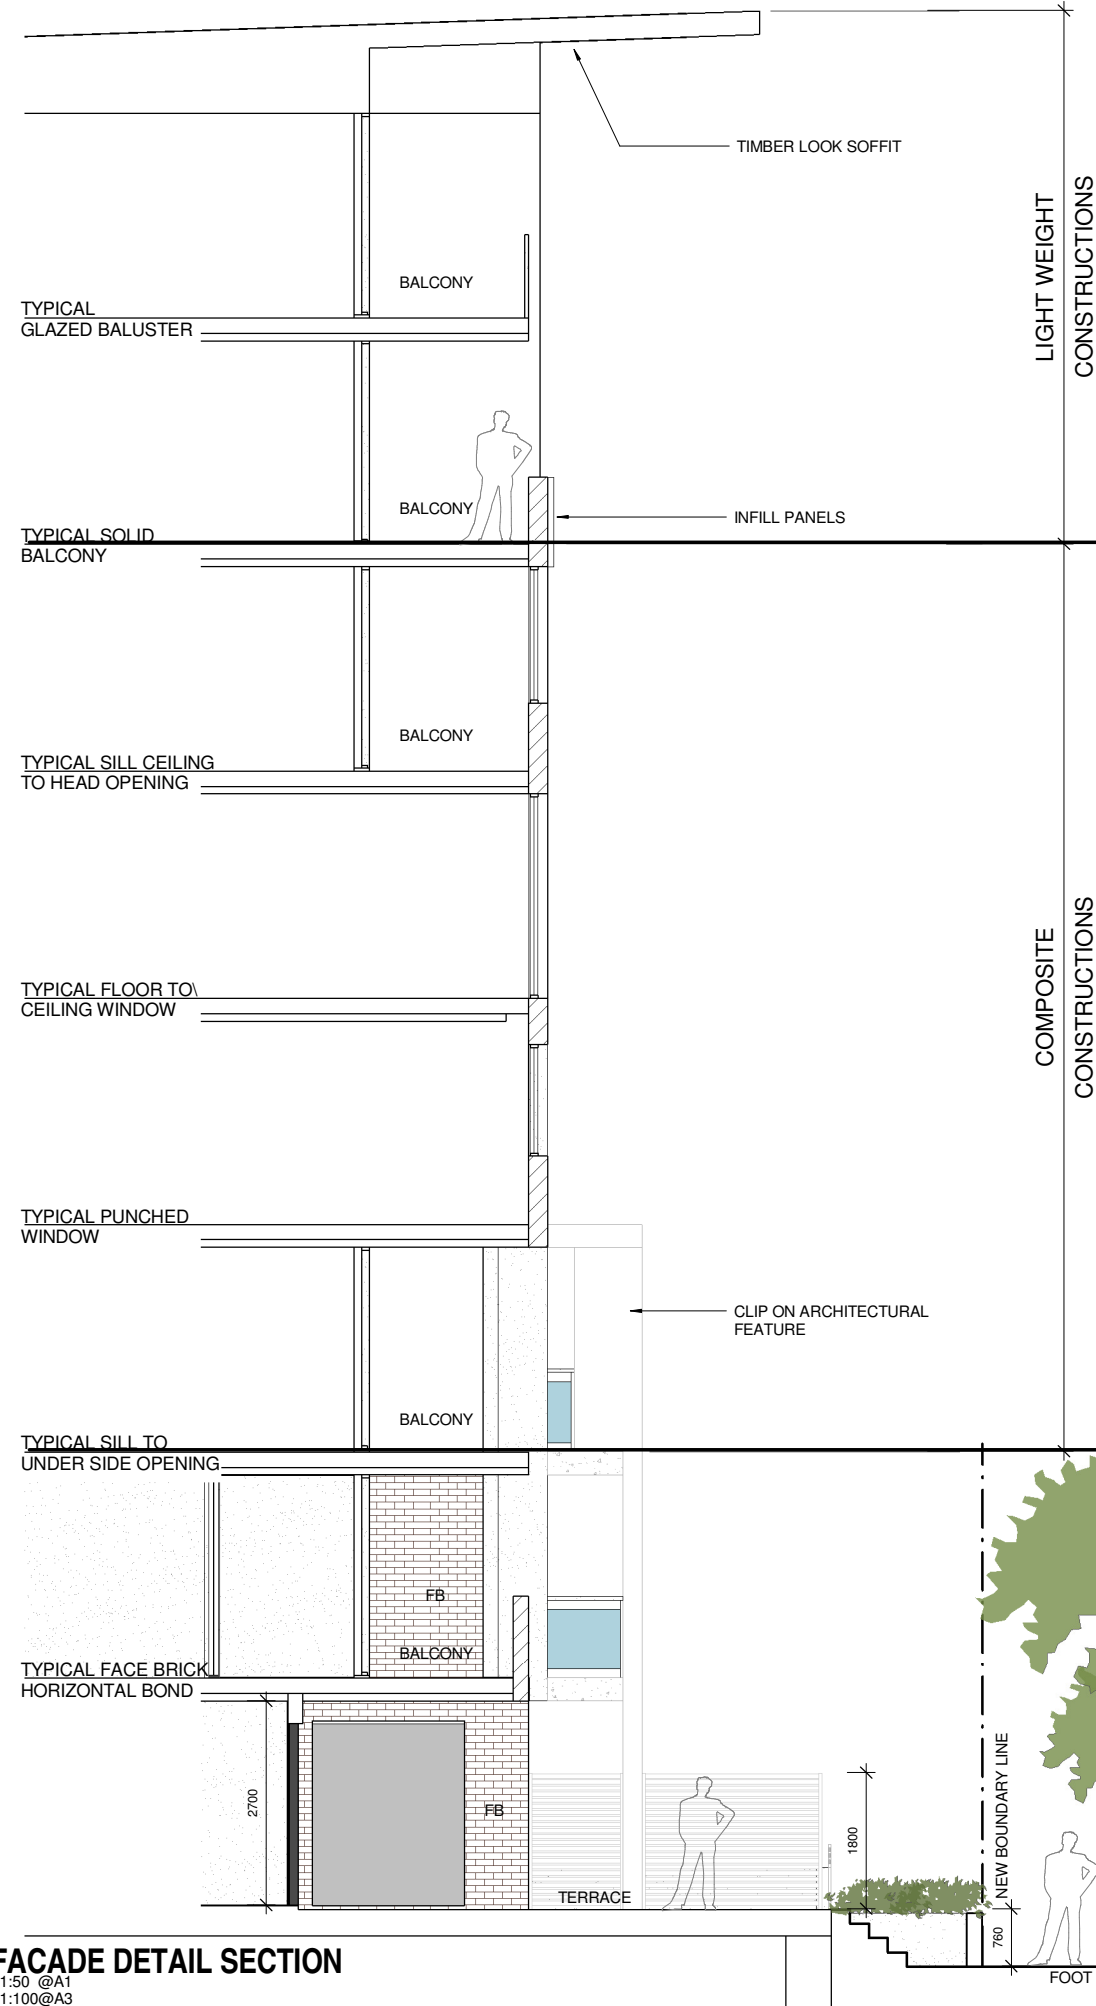 TIMBER LOOK SOFFIT
LIGHT WEIGHT
CONSTRUCTIONS
BALCONY
TYPICAL
GLAZED BALUSTER
BALCONY
INFILL PANELS
TYPICAL SOLID
BALCONY
BALCONY
TYPICAL SILL CEILING
TO HEAD OPENING
COMPOSITE
CONSTRUCTIONS
TYPICAL FLOOR TO\
CEILING WINDOW
TYPICAL PUNCHED
WINDOW
CLIP ON ARCHITECTURAL
FEATURE
BALCONY
TYPICAL SILL TO
UNDER SIDE OPENING
FB
BALCONY
TYPICAL FACE BRICK
HORIZONTAL BOND
2700
FB
1800
NEW BOUNDARY LINE
TERRACE
760
FOOT
FACADE DETAIL SECTION
1:50 @A1
1:100@A3